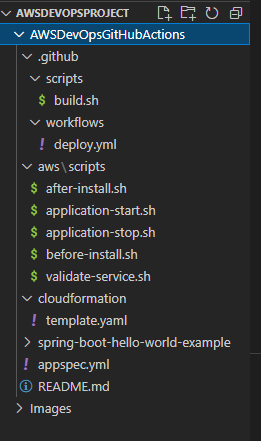 AWSDEVOPSPROJECT
AWSDevOpsGitHubActions
.github
scripts
build.sh
workflows
deploy.yml
aws\scripts
after-install.sh
application-start.sh
application-stop.sh
before-install.sh
validate-service.sh
cloudformation
template.yaml
spring-boot-hello-world-example
appspec.yml
README.md
Images